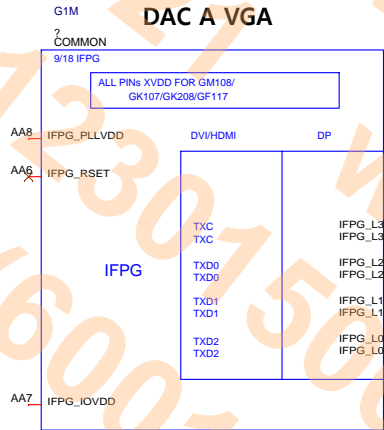 G1M
DAC A VGA
?
COMMON
9/18 IFPG
ALL PINs XVDD FOR GM108/
GK107/GK208/GF117
AA8 IFPG_PLLVDD DVI/HDMI DP
AA6 IFPG_RSET
TXC IFPG_L3
TXC IFPG_L3
TXD0 IFPG_L2
IFPG
TXD0 IFPG_L2
TXD1 IFPG_L1
TXD1 IFPG_L1
TXD2 IFPG_L0
TXD2 IFPG_L0
AA7 IFPG_IOVDD